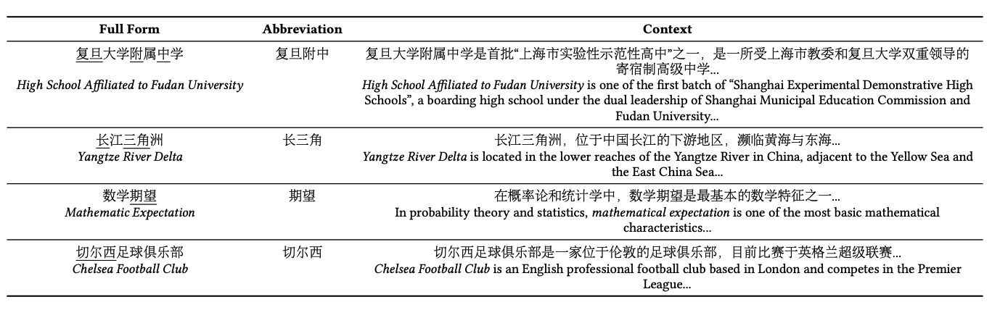 Full Form Abbreviation Context
复旦大学附属中学 复旦附中 复旦大学附属中学是首批“上海市实验性示范性高中”之一，是一所受上海市教委和复旦大学双重领导的
寄宿制高级中学...
High School Affiliated to Fudan University High School Affiliated to Fudan University is one of the first batch of “Shanghai Experimental Demonstrative High
Schools”, a boarding high school under the dual leadership of Shanghai Municipal Education Commission and
Fudan University...
长江三角洲 长三角 长江三角洲，位于中国长江的下游地区，濒临黄海与东海...
Yangtze River Delta Yangtze River Delta is located in the lower reaches of the Yangtze River in China, adjacent to the Yellow Sea and
the East China Sea...
数学期望 期望 在概率论和统计学中，数学期望是最基本的数学特征之一...
Mathematic Expectation In probability theory and statistics, mathematical expectation is one of the most basic mathematical
characteristics...
切尔西足球俱乐部 切尔西 切尔西足球俱乐部是一家位于伦敦的足球俱乐部，目前比赛于英格兰超级联赛...
Chelsea Football Club Chelsea Football Club is an English professional football club based in London and competes in the Premier
League...